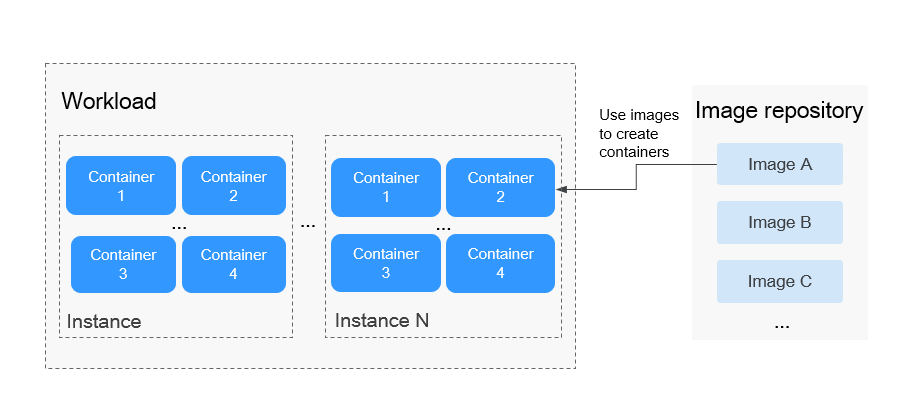 Workload
Container
1
Container
2
...
Container
3
Container
4
Instance
...
Container
1
Container
2
...
Container
3
Container
4
Instance N
Use images
to create
containers
Image repository
Image A
Image B
Image C
...